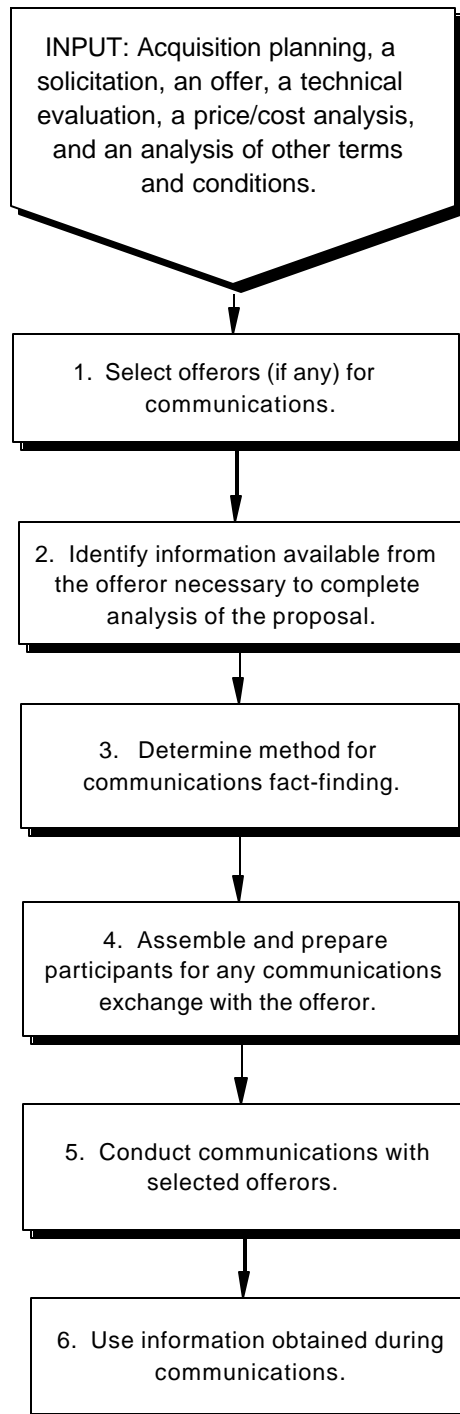 INPUT: Acquisition planning, a
solicitation, an offer, a technical
evaluation, a price/cost analysis,
and an analysis of other terms
and conditions.
1. Select offerors (if any) for
communications.
2. Identify information available from
the offeror necessary to complete
analysis of the proposal.
3. Determine method for
communications fact-finding.
4. Assemble and prepare
participants for any communications
exchange with the offeror.
5. Conduct communications with
selected offerors.
6. Use information obtained during
communications.